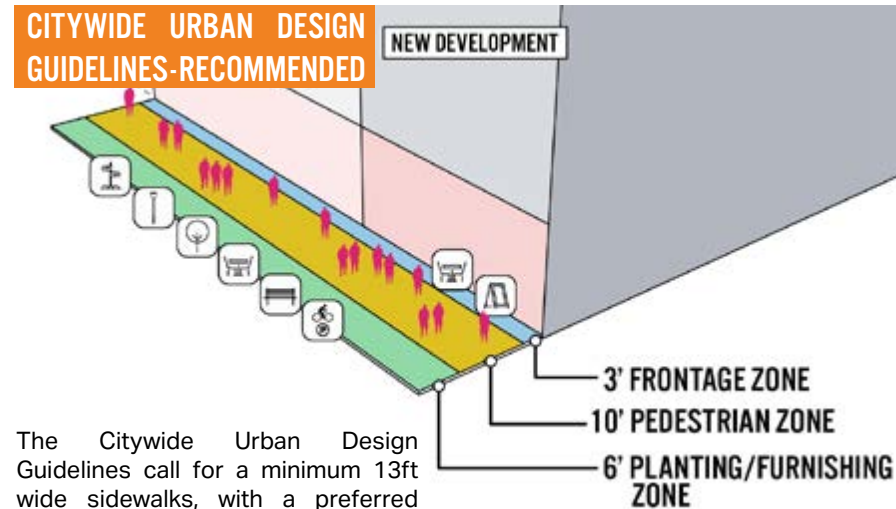 CITYWIDE URBAN DESIGN
GUIDELINES-RECOMMENDED
NEW DEVELOPMENT
3' FRONTAGE ZONE
10' PEDESTRIAN ZONE
6' PLANTING/FURNISHING
ZONE
The Citywide Urban Design
Guidelines call for a minimum 13ft
wide sidewalks, with a preferred